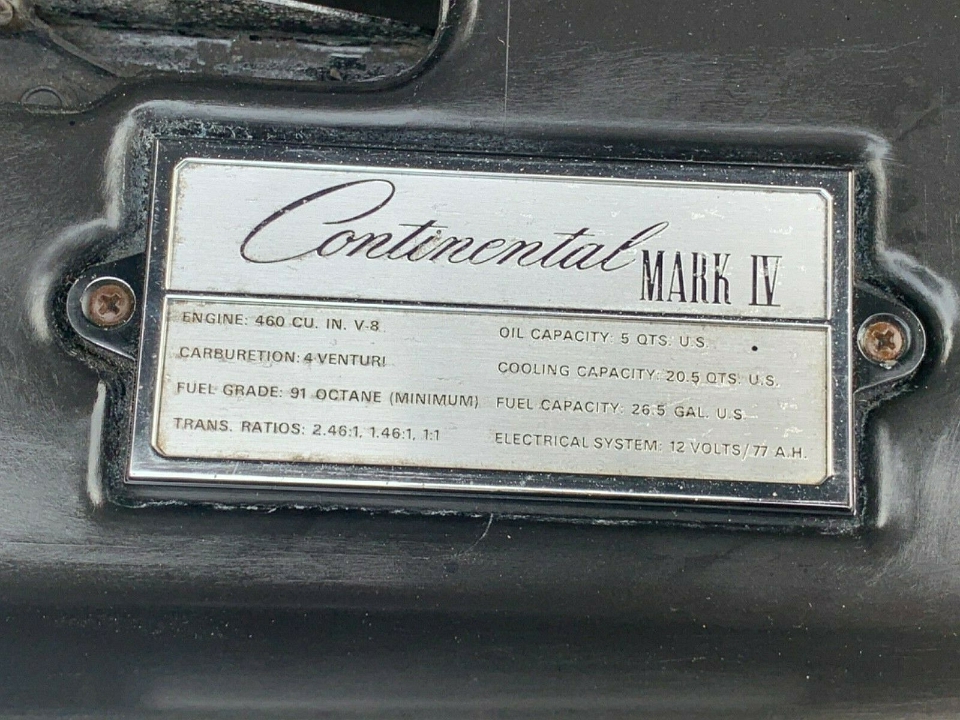 Continental MARK IV
ENGINE: 460 CU. IN. V-8
CARBURETION: 4 VENTURI
FUEL GRADE: 91 OCTANE (MINIMUM)
TRANS. RATIOS: 2.46:1, 1.46:1, 1:1
OIL CAPACITY: 5 QTS. U.S.
COOLING CAPACITY: 20.5 QTS. U.S.
FUEL CAPACITY: 26.5 GAL. U.S.
ELECTRICAL SYSTEM: 12 VOLTS/77 A.H.